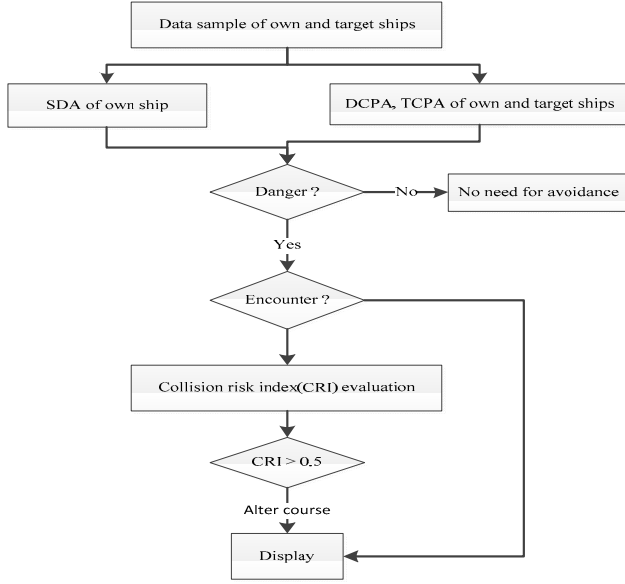 Data sample of own and target ships
SDA of own ship
DCPA, TCPA of own and target ships
Danger ?
No
No need for avoidance
Yes
Encounter ?
Collision risk index(CRI) evaluation
CRI > 0.5
Alter course
Display